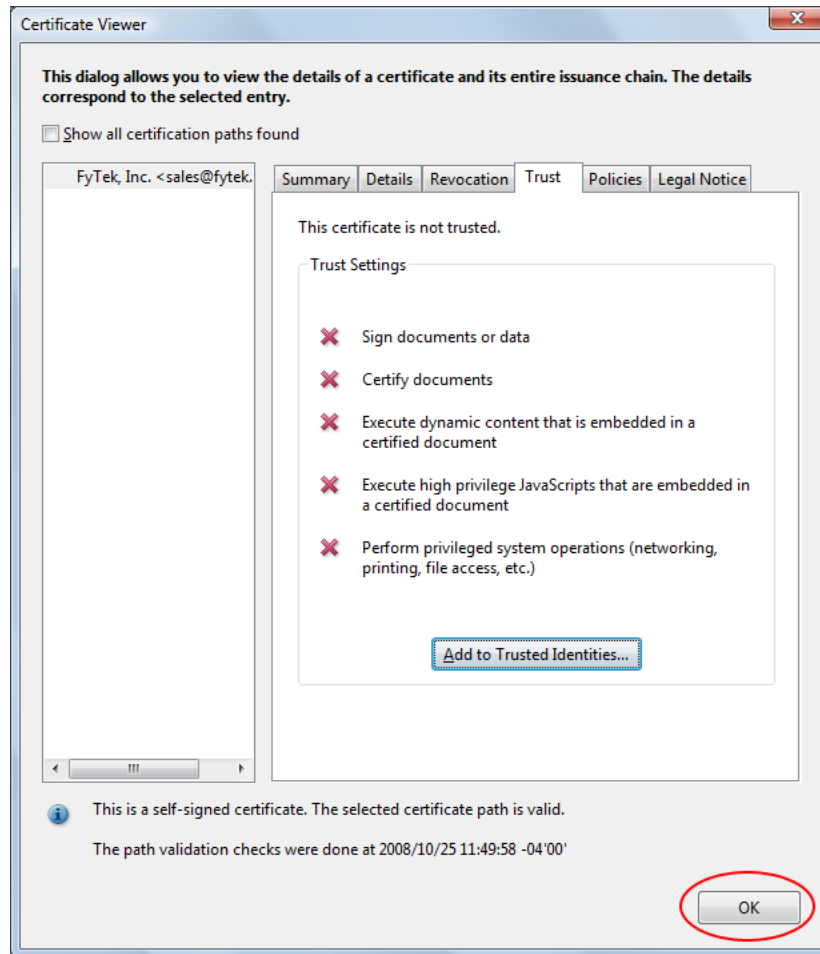 Certificate Viewer
This dialog allows you to view the details of a certificate and its entire issuance chain. The details
correspond to the selected entry.
Show all certification paths found
FyTek, Inc. <sales@fytek.
Summary Details Revocation Trust Policies Legal Notice
This certificate is not trusted.
Trust Settings
Sign documents or data
Certify documents
Execute dynamic content that is embedded in a
certified document
Execute high privilege JavaScripts that are embedded in
a certified document
Perform privileged system operations (networking,
printing, file access, etc.)
Add to Trusted Identities...
This is a self-signed certificate. The selected certificate path is valid.
The path validation checks were done at 2008/10/25 11:49:58 -04'00'
OK